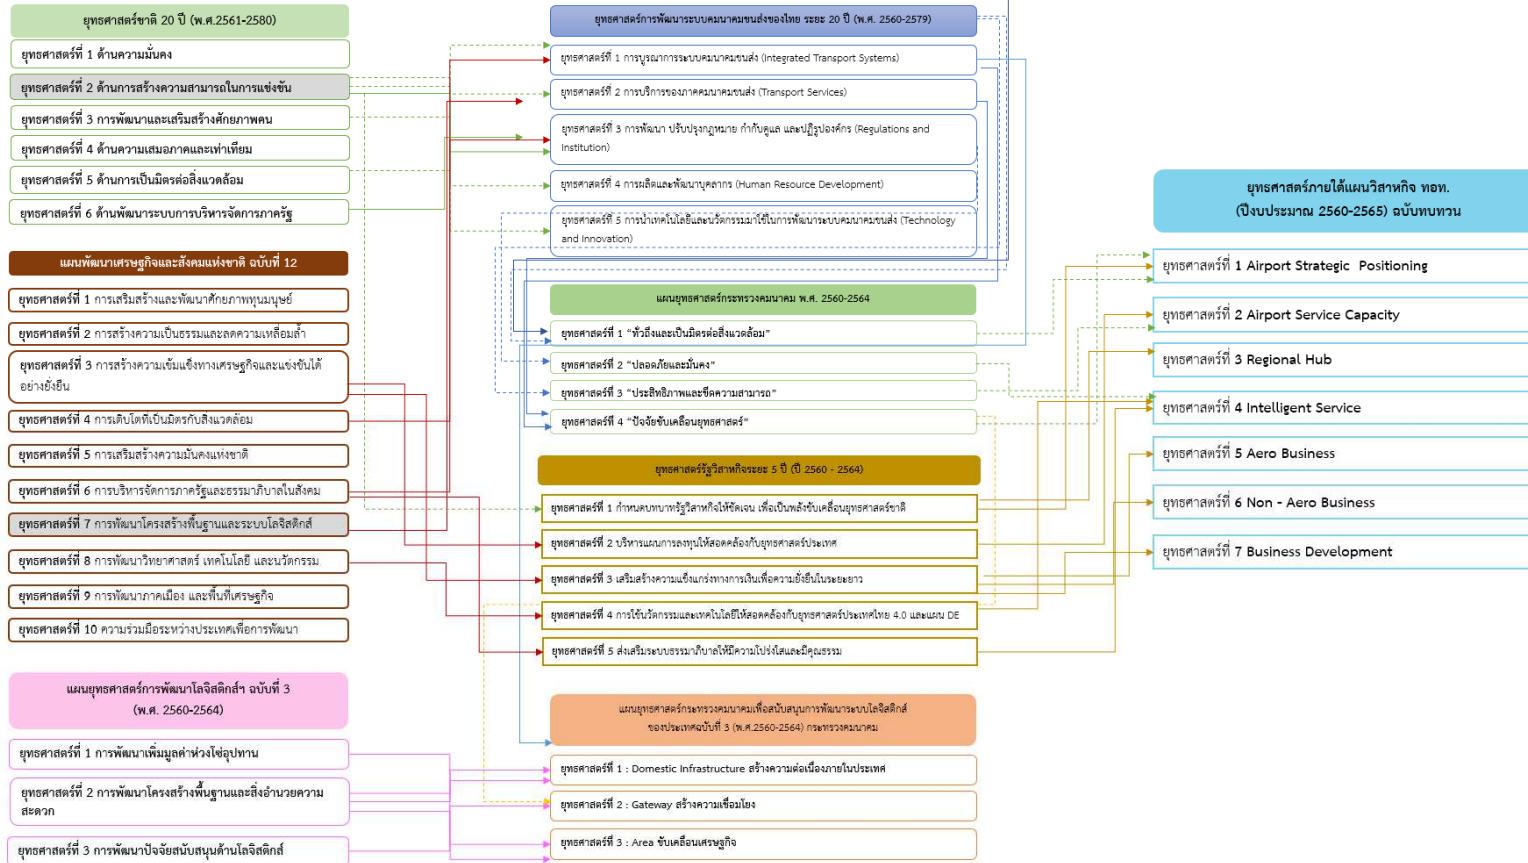 ยุทธศาสตร์ชาติ 20 ปี (พ.ศ.2561-2580)
ยุทธศาสตร์ที่ 1 ด้านความมั่นคง
ยุทธศาสตร์ที่ 2 ด้านการสร้างความสามารถในการแข่งขัน
ยุทธศาสตร์ที่ 3 การพัฒนาและเสริมสร้างศักยภาพคน
ยุทธศาสตร์ที่ 4 ด้านความเสมอภาคและเท่าเทียม
ยุทธศาสตร์ที่ 5 ด้านการเป็นมิตรต่อสิ่งแวดล้อม
ยุทธศาสตร์ที่ 6 ด้านพัฒนาระบบการบริหารจัดการภาครัฐ
แผนพัฒนาเศรษฐกิจและสังคมแห่งชาติ ฉบับที่ 12
ยุทธศาสตร์ที่ 1 การเสริมสร้างและพัฒนาศักยภาพทุนมนุษย์
ยุทธศาสตร์ที่ 2 การสร้างความเป็นธรรมและลดความเหลื่อมล้ำ
ยุทธศาสตร์ที่ 3 การสร้างความเข้มแข็งทางเศรษฐกิจและแข่งขันได้
อย่างยั่งยืน
ยุทธศาสตร์ที่ 4 การเติบโตที่เป็นมิตรกับสิ่งแวดล้อม
ยุทธศาสตร์ที่ 5 การเสริมสร้างความมั่นคงแห่งชาติ
ยุทธศาสตร์ที่ 6 การบริหารจัดการภาครัฐและธรรมาภิบาลในสังคม
ยุทธศาสตร์ที่ 7 การพัฒนาโครงสร้างพื้นฐานและระบบโลจิสติกส์
ยุทธศาสตร์ที่ 8 การพัฒนาวิทยาศาสตร์ เทคโนโลยี และนวัตกรรม
ยุทธศาสตร์ที่ 9 การพัฒนาภาคเมือง และพื้นที่เศรษฐกิจ
ยุทธศาสตร์ที่ 10 ความร่วมมือระหว่างประเทศเพื่อการพัฒนา
แผนยุทธศาสตร์การพัฒนาโลจิสติกส์ฯ ฉบับที่ 3
(พ.ศ. 2560-2564)
ยุทธศาสตร์ที่ 1 การพัฒนาเพิ่มมูลค่าห่วงโซ่อุปทาน
ยุทธศาสตร์ที่ 2 การพัฒนาโครงสร้างพื้นฐานและสิ่งอำนวยความ
สะดวก
ยุทธศาสตร์ที่ 3 การพัฒนาปัจจัยสนับสนุนด้านโลจิสติกส์
ยุทธศาสตร์การพัฒนาระบบคมนาคมขนส่งของไทย ระยะ 20 ปี (พ.ศ. 2560-2579)
ยุทธศาสตร์ที่ 1 การบูรณาการระบบคมนาคมขนส่ง (Integrated Transport Systems)
ยุทธศาสตร์ที่ 2 การบริการของภาคคมนาคมขนส่ง (Transport Services)
ยุทธศาสตร์ที่ 3 การพัฒนา ปรับปรุงกฎหมาย กำกับดูแล และปฏิรูปองค์กร (Regulations and
Institution)
ยุทธศาสตร์ที่ 4 การผลิตและพัฒนาบุคลากร (Human Resource Development)
ยุทธศาสตร์ที่ 5 การนำเทคโนโลยีและนวัตกรรมมาใช้ในการพัฒนาระบบคมนาคมขนส่ง (Technology
and Innovation)
แผนยุทธศาสตร์กระทรวงคมนาคม พ.ศ. 2560-2564
ยุทธศาสตร์ที่ 1 “ทั่วถึงและเป็นมิตรต่อสิ่งแวดล้อม”
ยุทธศาสตร์ที่ 2 “ปลอดภัยและมั่นคง”
ยุทธศาสตร์ที่ 3 “ประสิทธิภาพและขีดความสามารถ”
ยุทธศาสตร์ที่ 4 “ปัจจัยขับเคลื่อนยุทธศาสตร์”
ยุทธศาสตร์รัฐวิสาหกิจระยะ 5 ปี (ปี 2560 - 2564)
ยุทธศาสตร์ที่ 1 กำหนดบทบาทรัฐวิสาหกิจให้ชัดเจน เพื่อเป็นพลังขับเคลื่อนยุทธศาสตร์ชาติ
ยุทธศาสตร์ที่ 2 บริหารแผนการลงทุนให้สอดคล้องกับยุทธศาสตร์ประเทศ
ยุทธศาสตร์ที่ 3 เสริมสร้างความแข็งแกร่งทางการเงินเพื่อความยั่งยืนในระยะยาว
ยุทธศาสตร์ที่ 4 การใช้นวัตกรรมและเทคโนโลยีให้สอดคล้องกับยุทธศาสตร์ประเทศไทย 4.0 และแผน DE
ยุทธศาสตร์ที่ 5 ส่งเสริมระบบธรรมาภิบาลให้มีความโปร่งใสและมีคุณธรรม
แผนยุทธศาสตร์กระทรวงคมนาคมเพื่อสนับสนุนการพัฒนาระบบโลจิสติกส์
ของประเทศฉบับที่ 3 (พ.ศ.2560-2564) กระทรวงคมนาคม
ยุทธศาสตร์ที่ 1 : Domestic Infrastructure สร้างความต่อเนื่องภายในประเทศ
ยุทธศาสตร์ที่ 2 : Gateway สร้างความเชื่อมโยง
ยุทธศาสตร์ที่ 3 : Area ขับเคลื่อนเศรษฐกิจ
ยุทธศาสตร์ภายใต้แผนวิสาหกิจ ทอท.
(ปีงบประมาณ 2560-2565) ฉบับทบทวน
ยุทธศาสตร์ที่ 1 Airport Strategic Positioning
ยุทธศาสตร์ที่ 2 Airport Service Capacity
ยุทธศาสตร์ที่ 3 Regional Hub
ยุทธศาสตร์ที่ 4 Intelligent Service
ยุทธศาสตร์ที่ 5 Aero Business
ยุทธศาสตร์ที่ 6 Non - Aero Business
ยุทธศาสตร์ที่ 7 Business Development